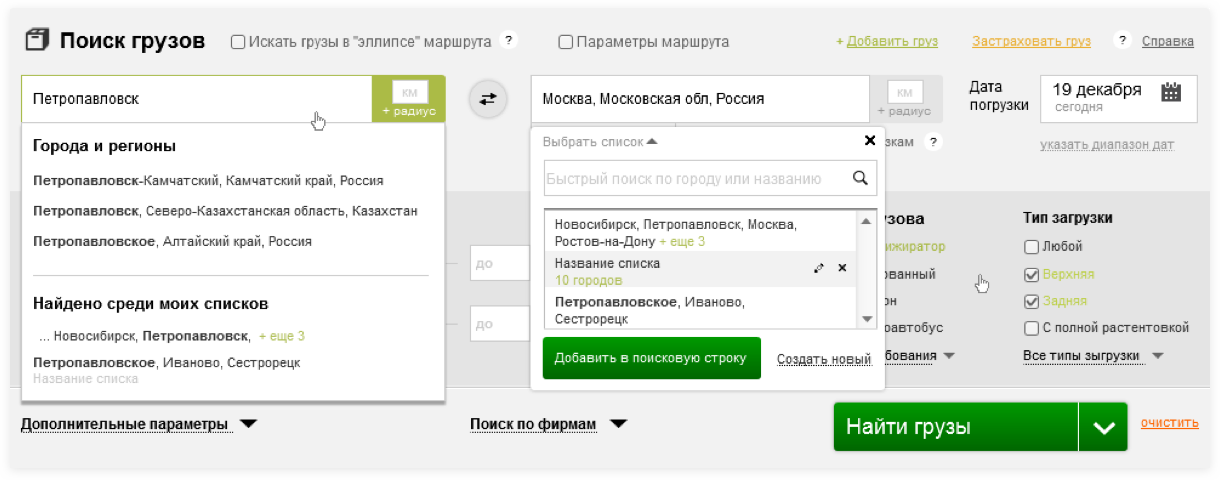 Поиск грузов
Искать грузы в "эллипсе" маршрута ?
Параметры маршрута
+ Добавить груз
Застраховать груз
? Справка
Петропавловск
км
+ радиус
Москва, Московская обл, Россия
км
+ радиус
Дата
погрузки
19 декабря
сегодня
указать диапазон дат
Города и регионы
Петропавловск-Камчатский, Камчатский край, Россия
Петропавловск, Северо-Казахстанская область, Казахстан
Петропавловское, Алтайский край, Россия
Найдено среди моих списков
... Новосибирск, Петропавловск, + еще 3
Петропавловское, Иваново, Сестрорецк
Название списка
до
до
Выбрать список
Быстрый поиск по городу или названию
Новосибирск, Петропавловск, Москва,
Ростов-на-Дону + еще 3
Название списка
10 городов
Петропавловское, Иваново,
Сестрорецк
Добавить в поисковую строку
Создать новый
зкам ?
зова
ижиратор
ованный
он
оавтобус
бования
Тип загрузки
Любой
Верхняя
Задняя
С полной растентовкой
Все типы зыгрузки
Дополнительные параметры
Поиск по фирмам
Найти грузы
очистить